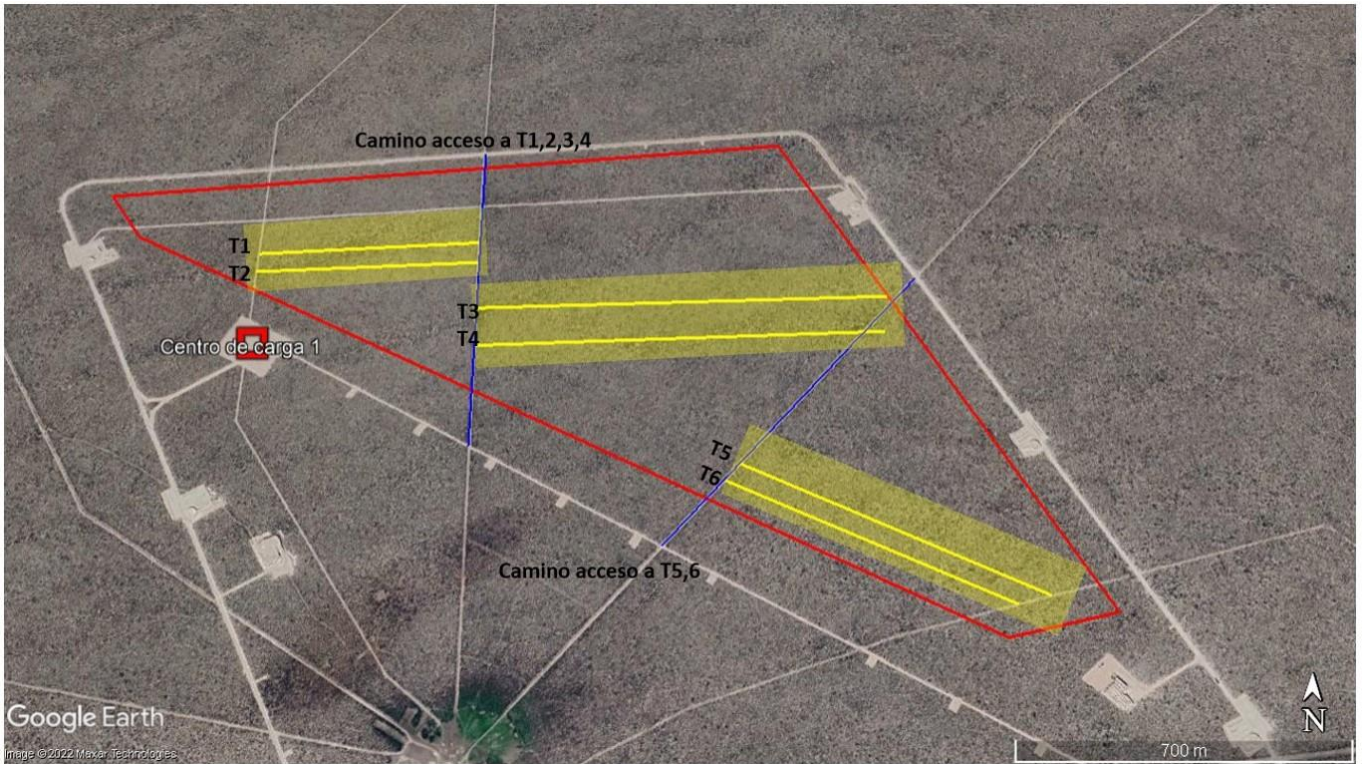 Camino acceso a T1,2,3,4
T1
T2
T3
T4
Centro de carga 1
T5
T6
Camino acceso a T5,6
Google Earth
N
Image © 2022 Maxar Technologies
700 m